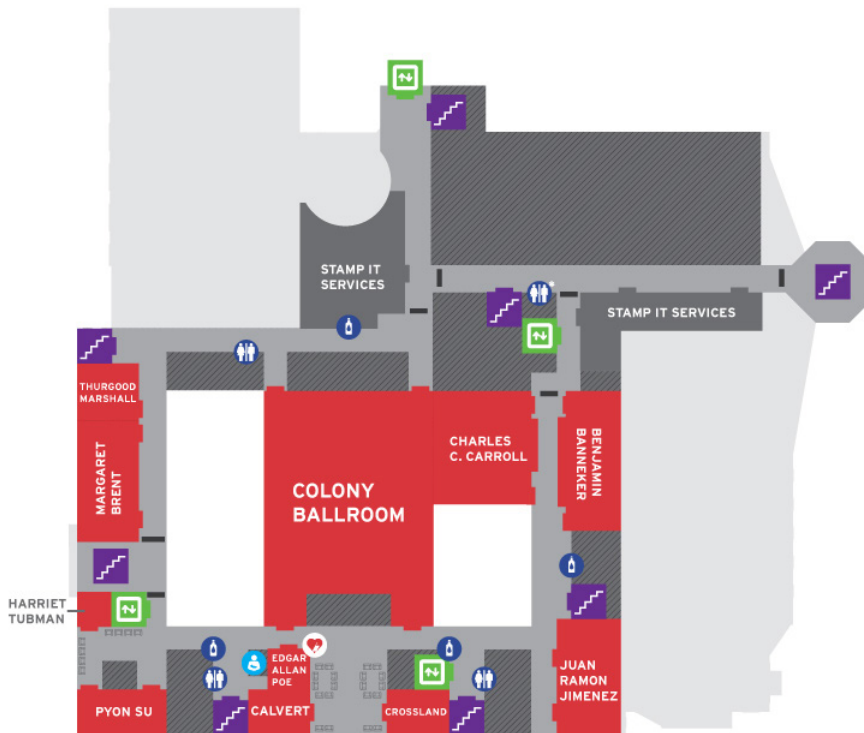 STAMP IT
SERVICES
STAMP IT SERVICES
THURGOOD
MARSHALL
MARGARET
BRENT
COLONY
BALLROOM
CHARLES
C. CARROLL
BENJAMIN
BANNEKER
HARRIET
TUBMAN
EDGAR
ALLAN
POE
JUAN
RAMON
JIMENEZ
PYON SU
CALVERT
CROSSLAND